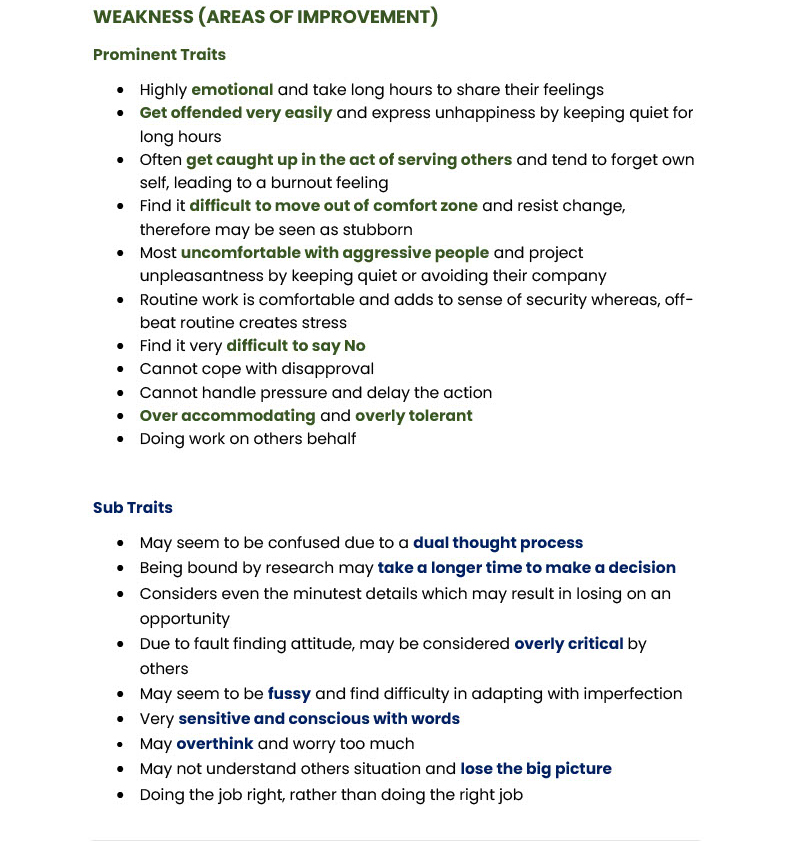 WEAKNESS (AREAS OF IMPROVEMENT)
Prominent Traits
• Highly emotional and take long hours to share their feelings
• Get offended very easily and express unhappiness by keeping quiet for
long hours
• Often get caught up in the act of serving others and tend to forget own
self, leading to a burnout feeling
• Find it difficult to move out of comfort zone and resist change,
therefore may be seen as stubborn
• Most uncomfortable with aggressive people and project
unpleasantness by keeping quiet or avoiding their company
• Routine work is comfortable and adds to sense of security whereas, off-
beat routine creates stress
• Find it very difficult to say No
• Cannot cope with disapproval
• Cannot handle pressure and delay the action
• Over accommodating and overly tolerant
• Doing work on others behalf
Sub Traits
• May seem to be confused due to a dual thought process
• Being bound by research may take a longer time to make a decision
• Considers even the minutest details which may result in losing on an
opportunity
• Due to fault finding attitude, may be considered overly critical by
others
• May seem to be fussy and find difficulty in adapting with imperfection
• Very sensitive and conscious with words
• May overthink and worry too much
• May not understand others situation and lose the big picture
• Doing the job right, rather than doing the right job